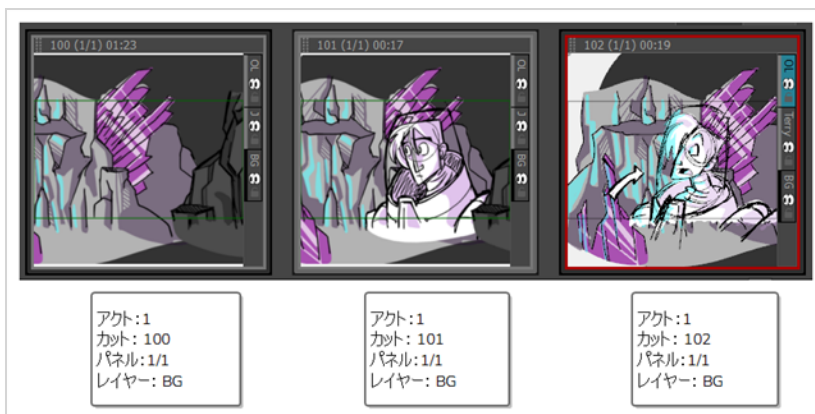 100 (1/1) 01:23
OL
J
BG
101 (1/1) 00:17
OL
J
BG
102 (1/1) 00:19
OL
Terry
BG
アクト:1
カット: 100
パネル:1/1
レイヤー: BG
アクト:1
カット: 101
パネル:1/1
レイヤー: BG
アクト:1
カット: 102
パネル:1/1
レイヤー: BG